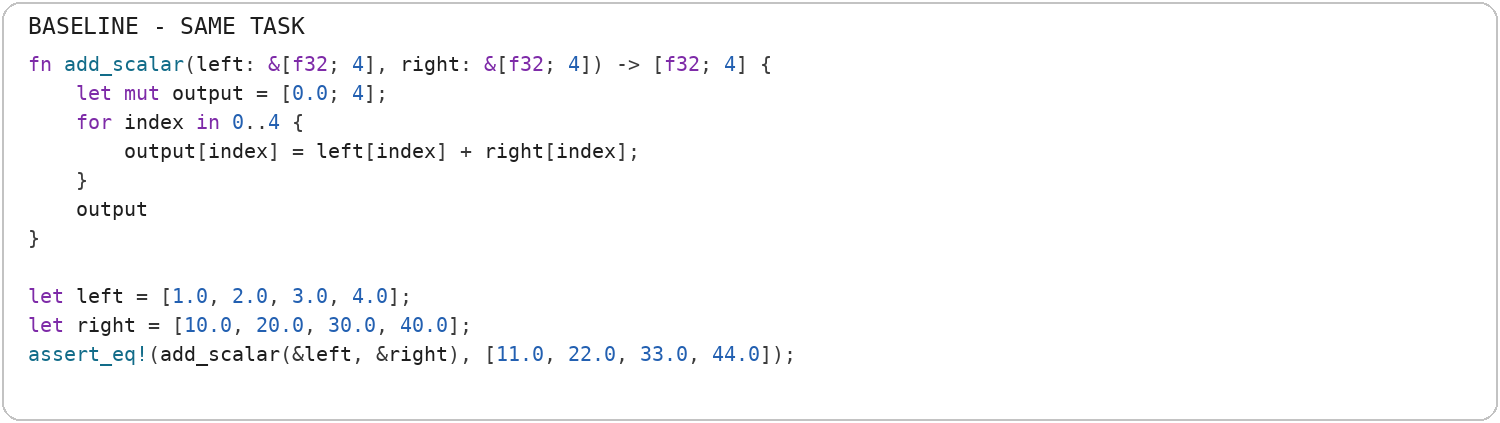 BASELINE - SAME TASK
fn add_scalar(left: &[f32; 4], right: &[f32; 4]) -> [f32; 4] {
    let mut output = [0.0; 4];
    for index in 0..4 {
        output[index] = left[index] + right[index];
    }
    output
}

let left = [1.0, 2.0, 3.0, 4.0];
let right = [10.0, 20.0, 30.0, 40.0];
assert_eq!(add_scalar(&left, &right), [11.0, 22.0, 33.0, 44.0]);